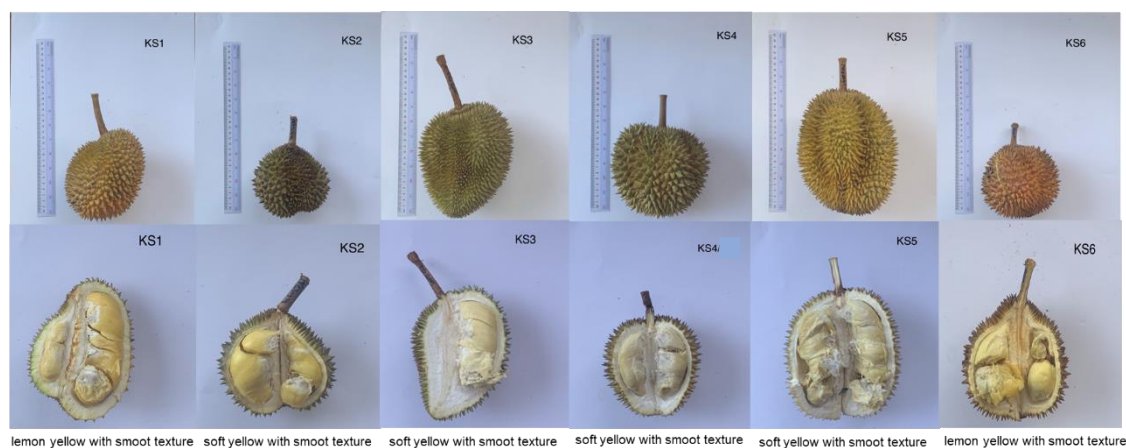 KS1
KS2
KS3
KS4
KS5
KS6
KS1
KS2
KS3
KS4/
KS5
KS6
lemon yellow with smoot texture
soft yellow with smoot texture
soft yellow with smoot texture
soft yellow with smoot texture
soft yellow with smoot texture
lemon yellow with smoot texture